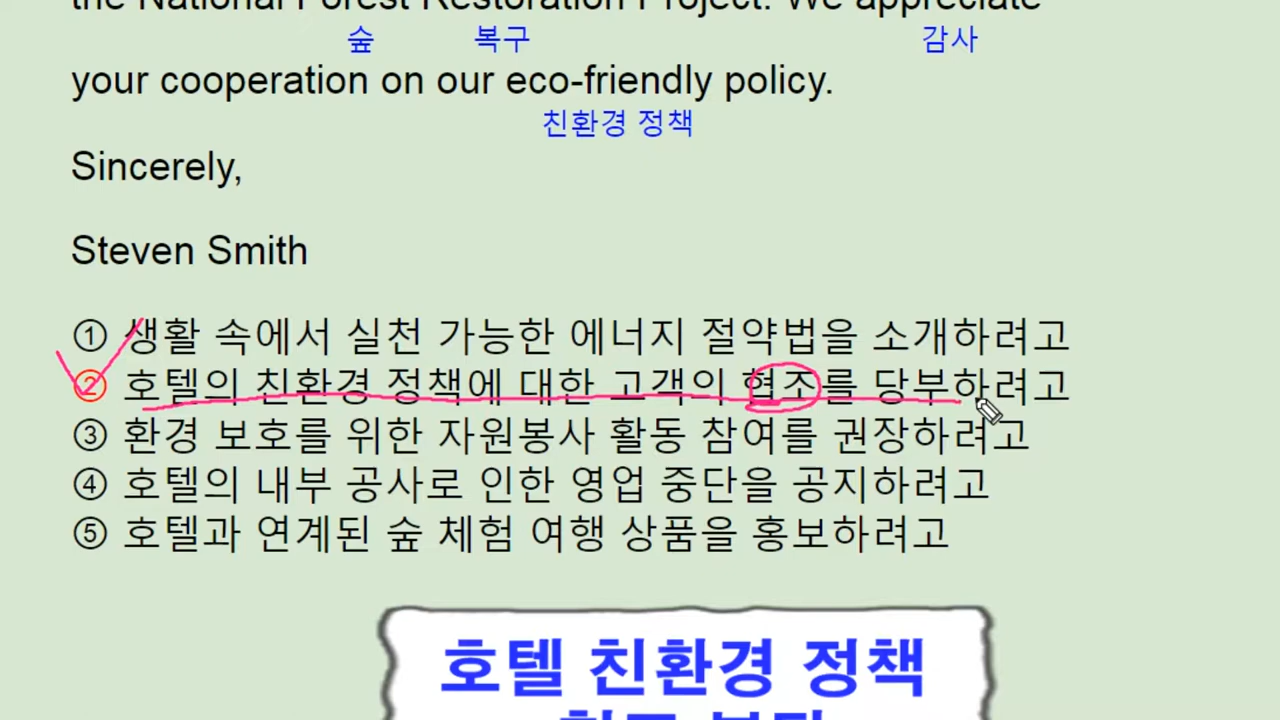 the National Forest Restoration Project. We appreciate
숲 복구 감사
your cooperation on our eco-friendly policy.
친환경 정책
Sincerely,
Steven Smith
① 생활 속에서 실천 가능한 에너지 절약법을 소개하려고
② 호텔의 친환경 정책에 대한 고객의 협조를 당부하려고
③ 환경 보호를 위한 자원봉사 활동 참여를 권장하려고
④ 호텔의 내부 공사로 인한 영업 중단을 공지하려고
⑤ 호텔과 연계된 숲 체험 여행 상품을 홍보하려고
호텔 친환경 정책